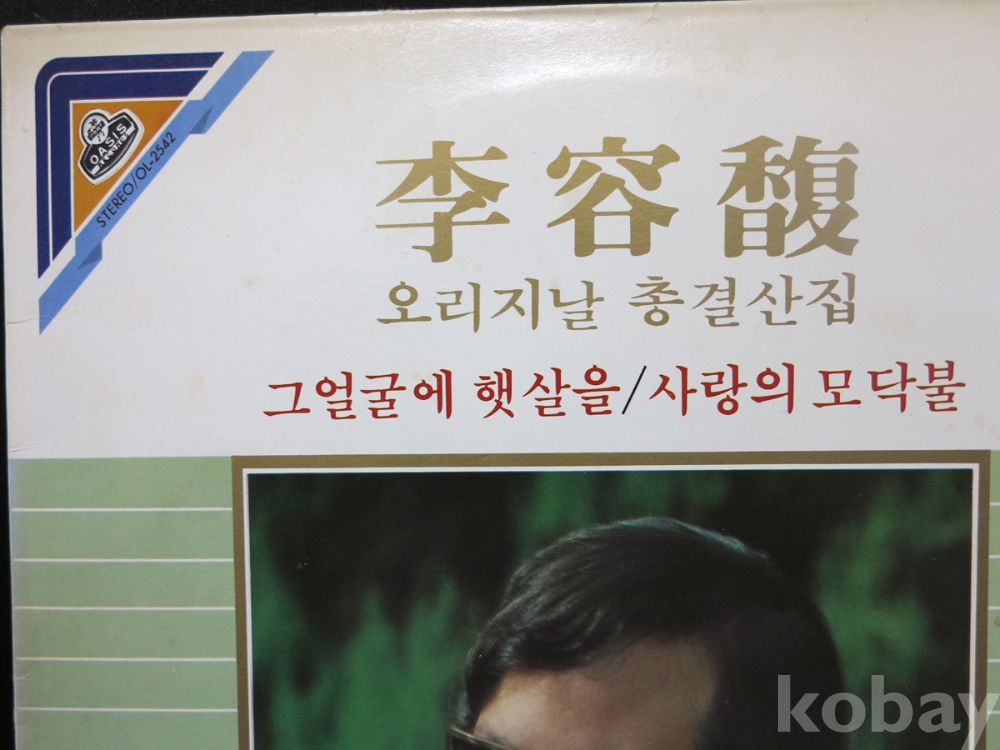 OASIS
STEREO/OL-2542
李容馥
오리지날 총결산집
그얼굴에 햇살을/사랑의 모닥불
kobay